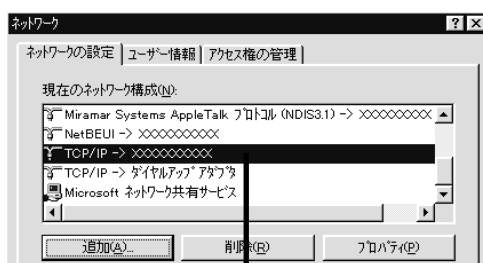 ネットワーク
ネットワークの設定 ユーザー情報 アクセス権の管理
現在のネットワーク構成(N):
Miramar Systems AppleTalk プロトコル (NDIS3.1) -> XXXXXXXXX
NetBEUI -> XXXXXXXXXX
TCP/IP -> XXXXXXXXXX
TCP/IP -> ダイヤルアップ アダプタ
Microsoft ネットワーク共有サービス
追加(A)... 削除(R) プロパティ(P)